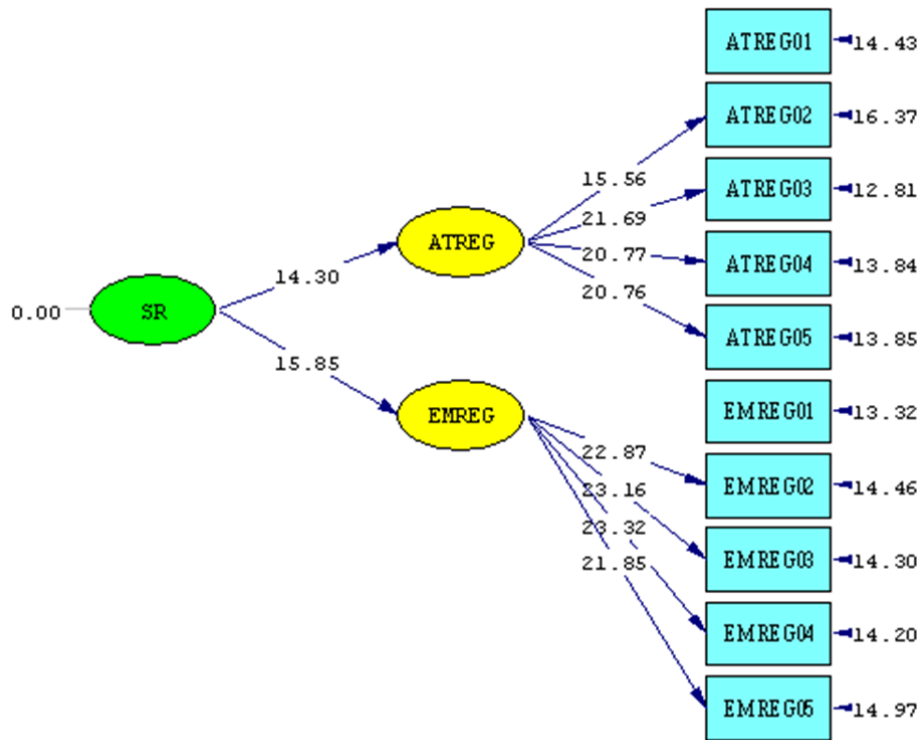 ATREG01 14.43
ATREG02 16.37
15.56
ATREG03 12.81
21.69
ATREG
20.77
ATREG04 13.84
14.30
20.76
0.00 SR
ATREG05 13.85
15.85
EMREG01 13.32
EMREG
22.87
EMREG02 14.46
23.16
23.32
EMREG03 14.30
21.85
EMREG04 14.20
EMREG05 14.97